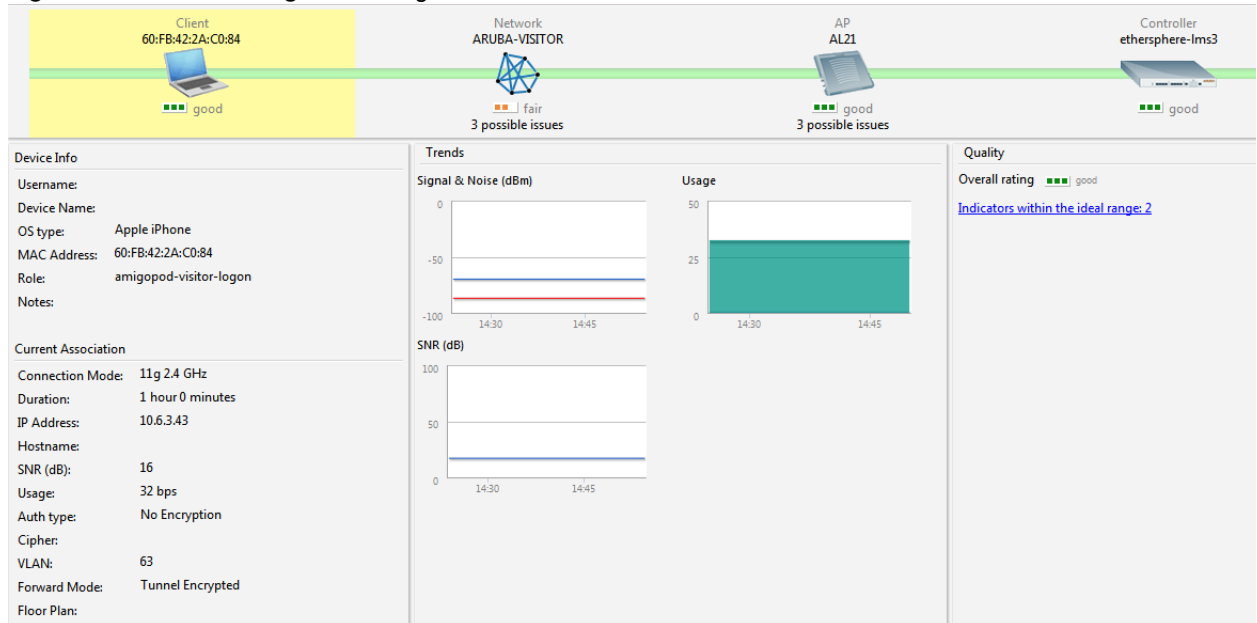 Client
60:FB:42:2A:C0:84
good
Network
ARUBA-VISITOR
fair
3 possible issues
AP
AL21
good
3 possible issues
Controller
ethersphere-lms3
good
Device Info
Username:
Device Name:
OS type: Apple iPhone
MAC Address: 60:FB:42:2A:C0:84
Role: amigopod-visitor-logon
Notes:
Current Association
Connection Mode: 11g 2.4 GHz
Duration: 1 hour 0 minutes
IP Address: 10.6.3.43
Hostname:
SNR (dB): 16
Usage: 32 bps
Auth type: No Encryption
Cipher:
VLAN: 63
Forward Mode: Tunnel Encrypted
Floor Plan:
Trends
Signal & Noise (dBm)
0
-50
-100
14:30 14:45
Usage
50
25
0
14:30 14:45
SNR (dB)
100
50
0
14:30 14:45
Quality
Overall rating good
Indicators within the ideal range: 2